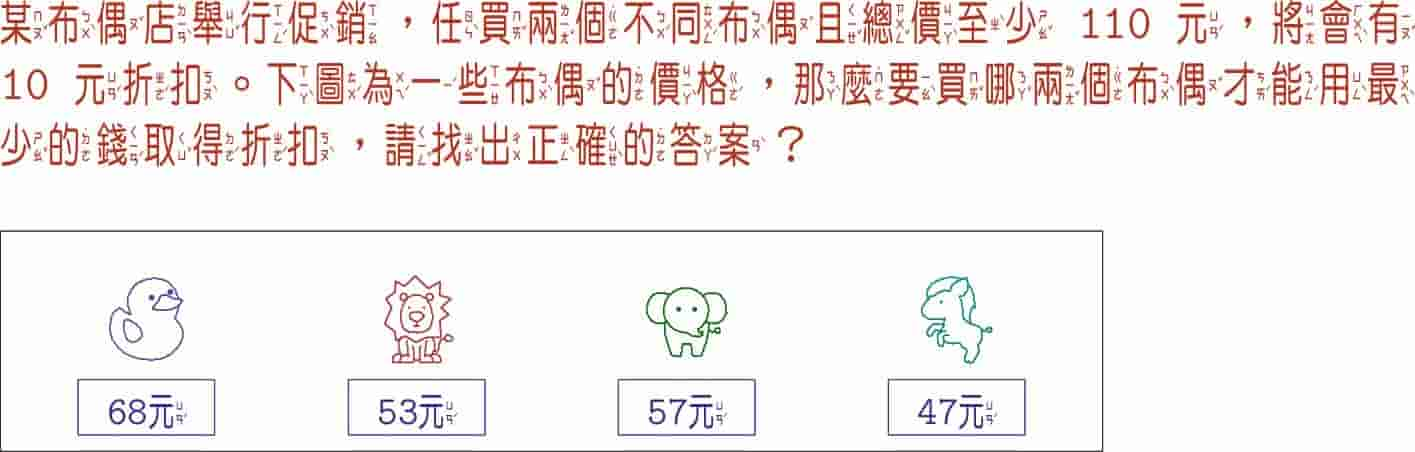 某布偶店舉行促銷，任買兩個不同布偶且總價至少 110 元，將會有
10 元折扣。下圖為一些布偶的價格，那麼要買哪兩個布偶才能用最
少的錢取得折扣，請找出正確的答案？
68元 53元 57元 47元